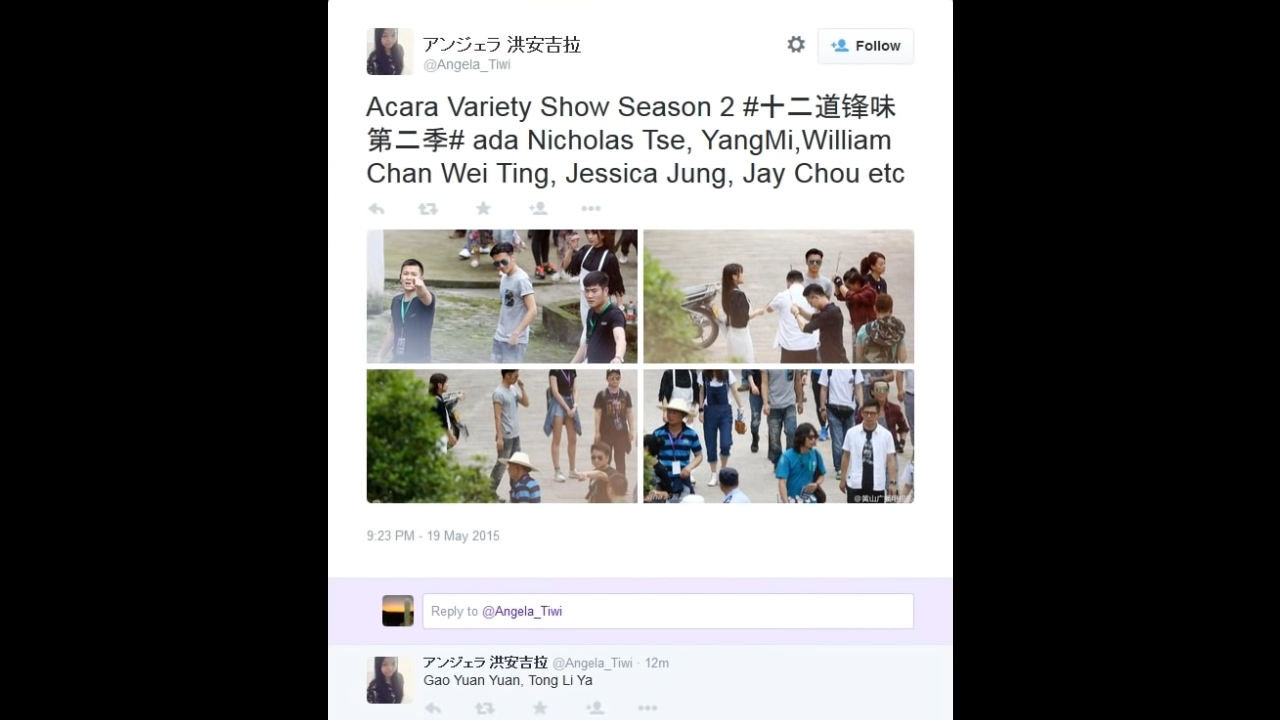 アンジェラ 洪安吉拉
@Angela_Tiwi
Follow
Acara Variety Show Season 2 #十二道锋味
第二季# ada Nicholas Tse, YangMi,William
Chan Wei Ting, Jessica Jung, Jay Chou etc
9:23 PM - 19 May 2015
Reply to @Angela_Tiwi
アンジェラ 洪安吉拉 @Angela_Tiwi · 12m
Gao Yuan Yuan, Tong Li Ya